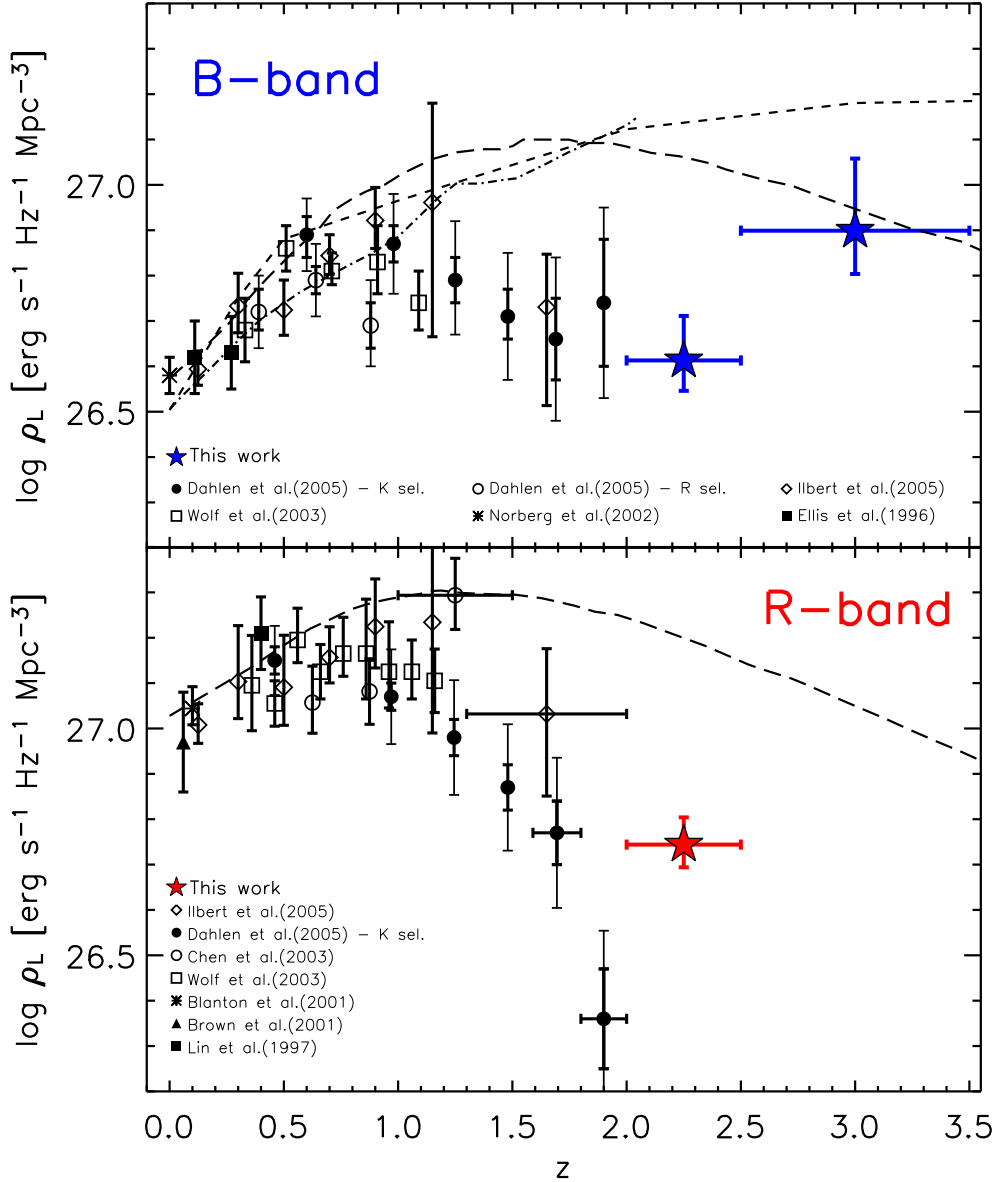 B-band
log ρL [erg s−1 Hz−1 Mpc−3]
27.0
26.5
This work
Dahlen et al.(2005) - K sel. Dahlen et al.(2005) - R sel. Ilbert et al.(2005)
Wolf et al.(2003) Norberg et al.(2002) Ellis et al.(1996)
R-band
log ρL [erg s−1 Hz−1 Mpc−3]
27.0
26.5
This work
Ilbert et al.(2005)
Dahlen et al.(2005) - K sel.
Chen et al.(2003)
Wolf et al.(2003)
Blanton et al.(2001)
Brown et al.(2001)
Lin et al.(1997)
0.0 0.5 1.0 1.5 2.0 2.5 3.0 3.5
z